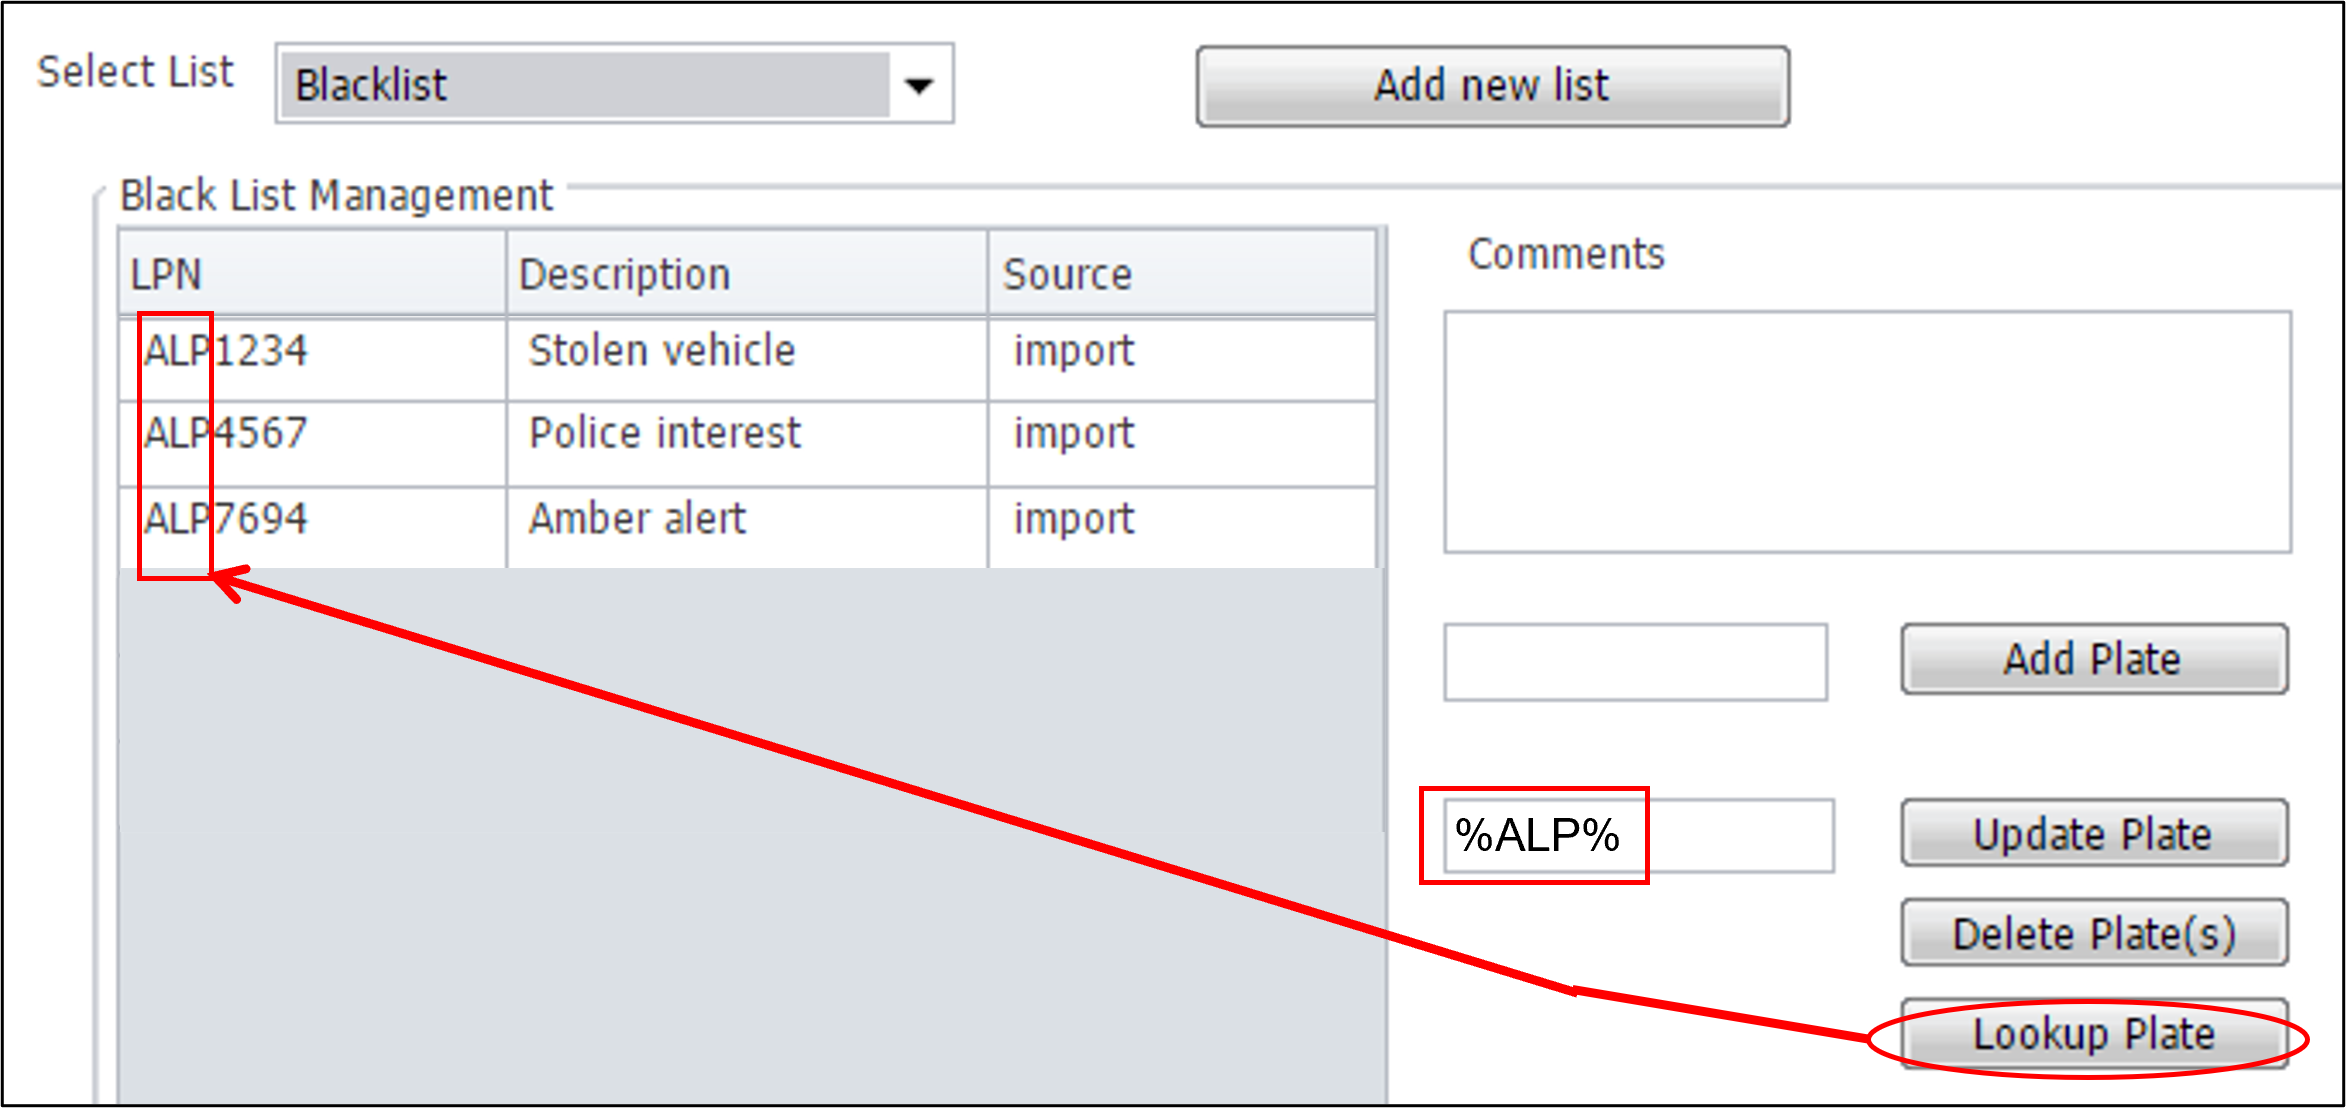 Select List Blacklist Add new list
Black List Management
LPN Description Source
ALP1234 Stolen vehicle import
ALP4567 Police interest import
ALP7694 Amber alert import
Comments
Add Plate
%ALP% Update Plate
Delete Plate(s)
Lookup Plate